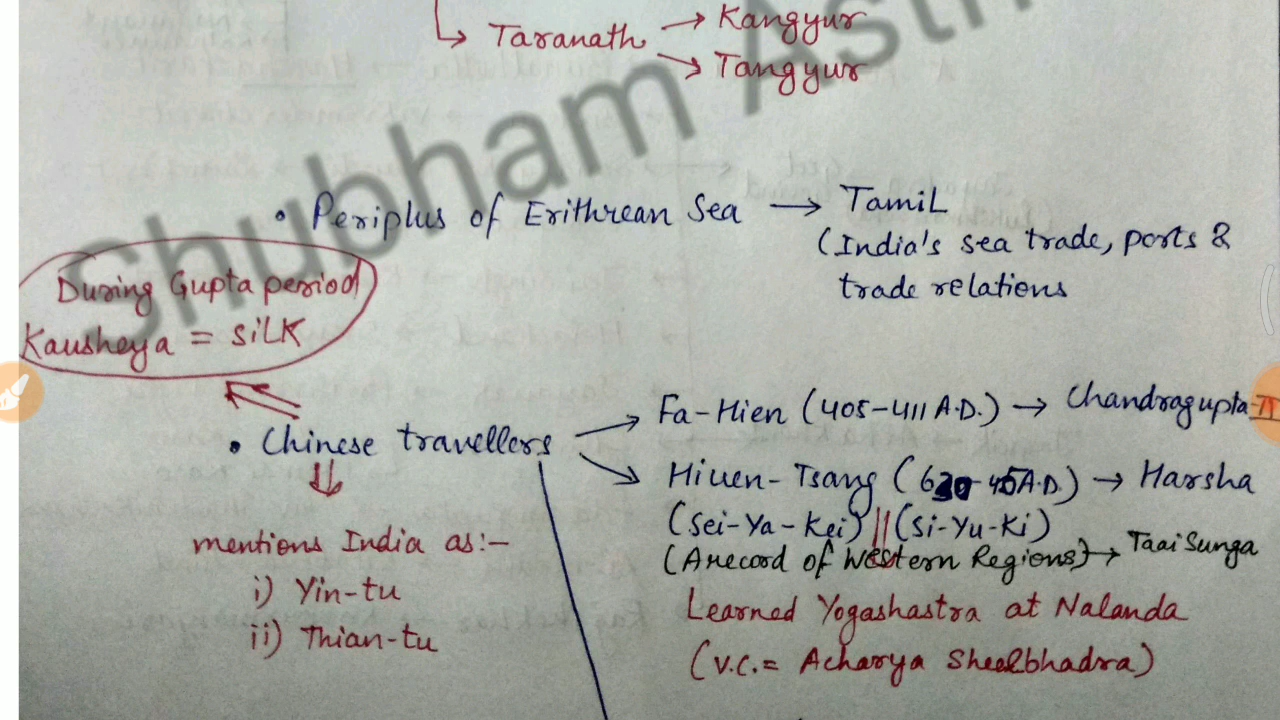 ↳ Taranath → Kangyur
→ Tangyur
Shubham Asth
• Periplus of Erithrean Sea → TamiL
(India's sea trade, ports &
trade relations
During Gupta period
Kausheya = SiLK
• Chinese travellers
→ Fa-Hien (405-411 A.D.) → Chandragupta-II
→ Hiuen-Tsang (630-45A.D.) → Harsha
(Sei-Ya-Kei) || (Si-Yu-Ki)
(A record of Western Regions) → Taai Sunga
Learned Yogashastra at Nalanda
(V.C. = Acharya Sheelbhadra)
mentions India as:-
i) Yin-tu
ii) Thian-tu